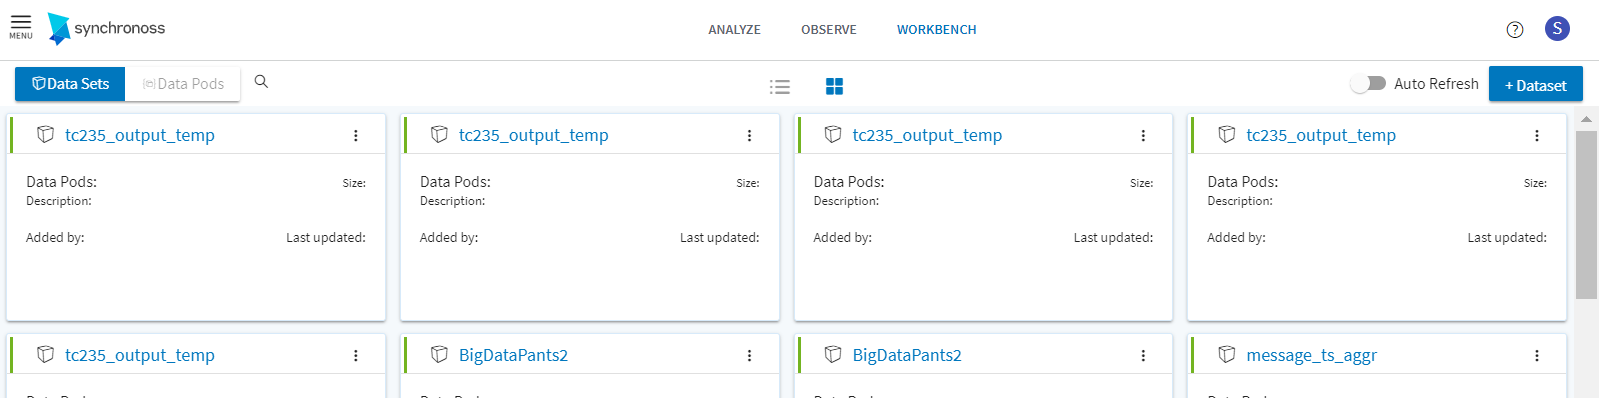 MENU
synchronoss
ANALYZE
OBSERVE
WORKBENCH
?
S
Data Sets
Data Pods
Auto Refresh
+ Dataset
tc235_output_temp
Data Pods:
Size:
Description:
Added by:
Last updated:
tc235_output_temp
Data Pods:
Size:
Description:
Added by:
Last updated:
tc235_output_temp
Data Pods:
Size:
Description:
Added by:
Last updated:
tc235_output_temp
Data Pods:
Size:
Description:
Added by:
Last updated:
tc235_output_temp
BigDataPants2
BigDataPants2
message_ts_aggr